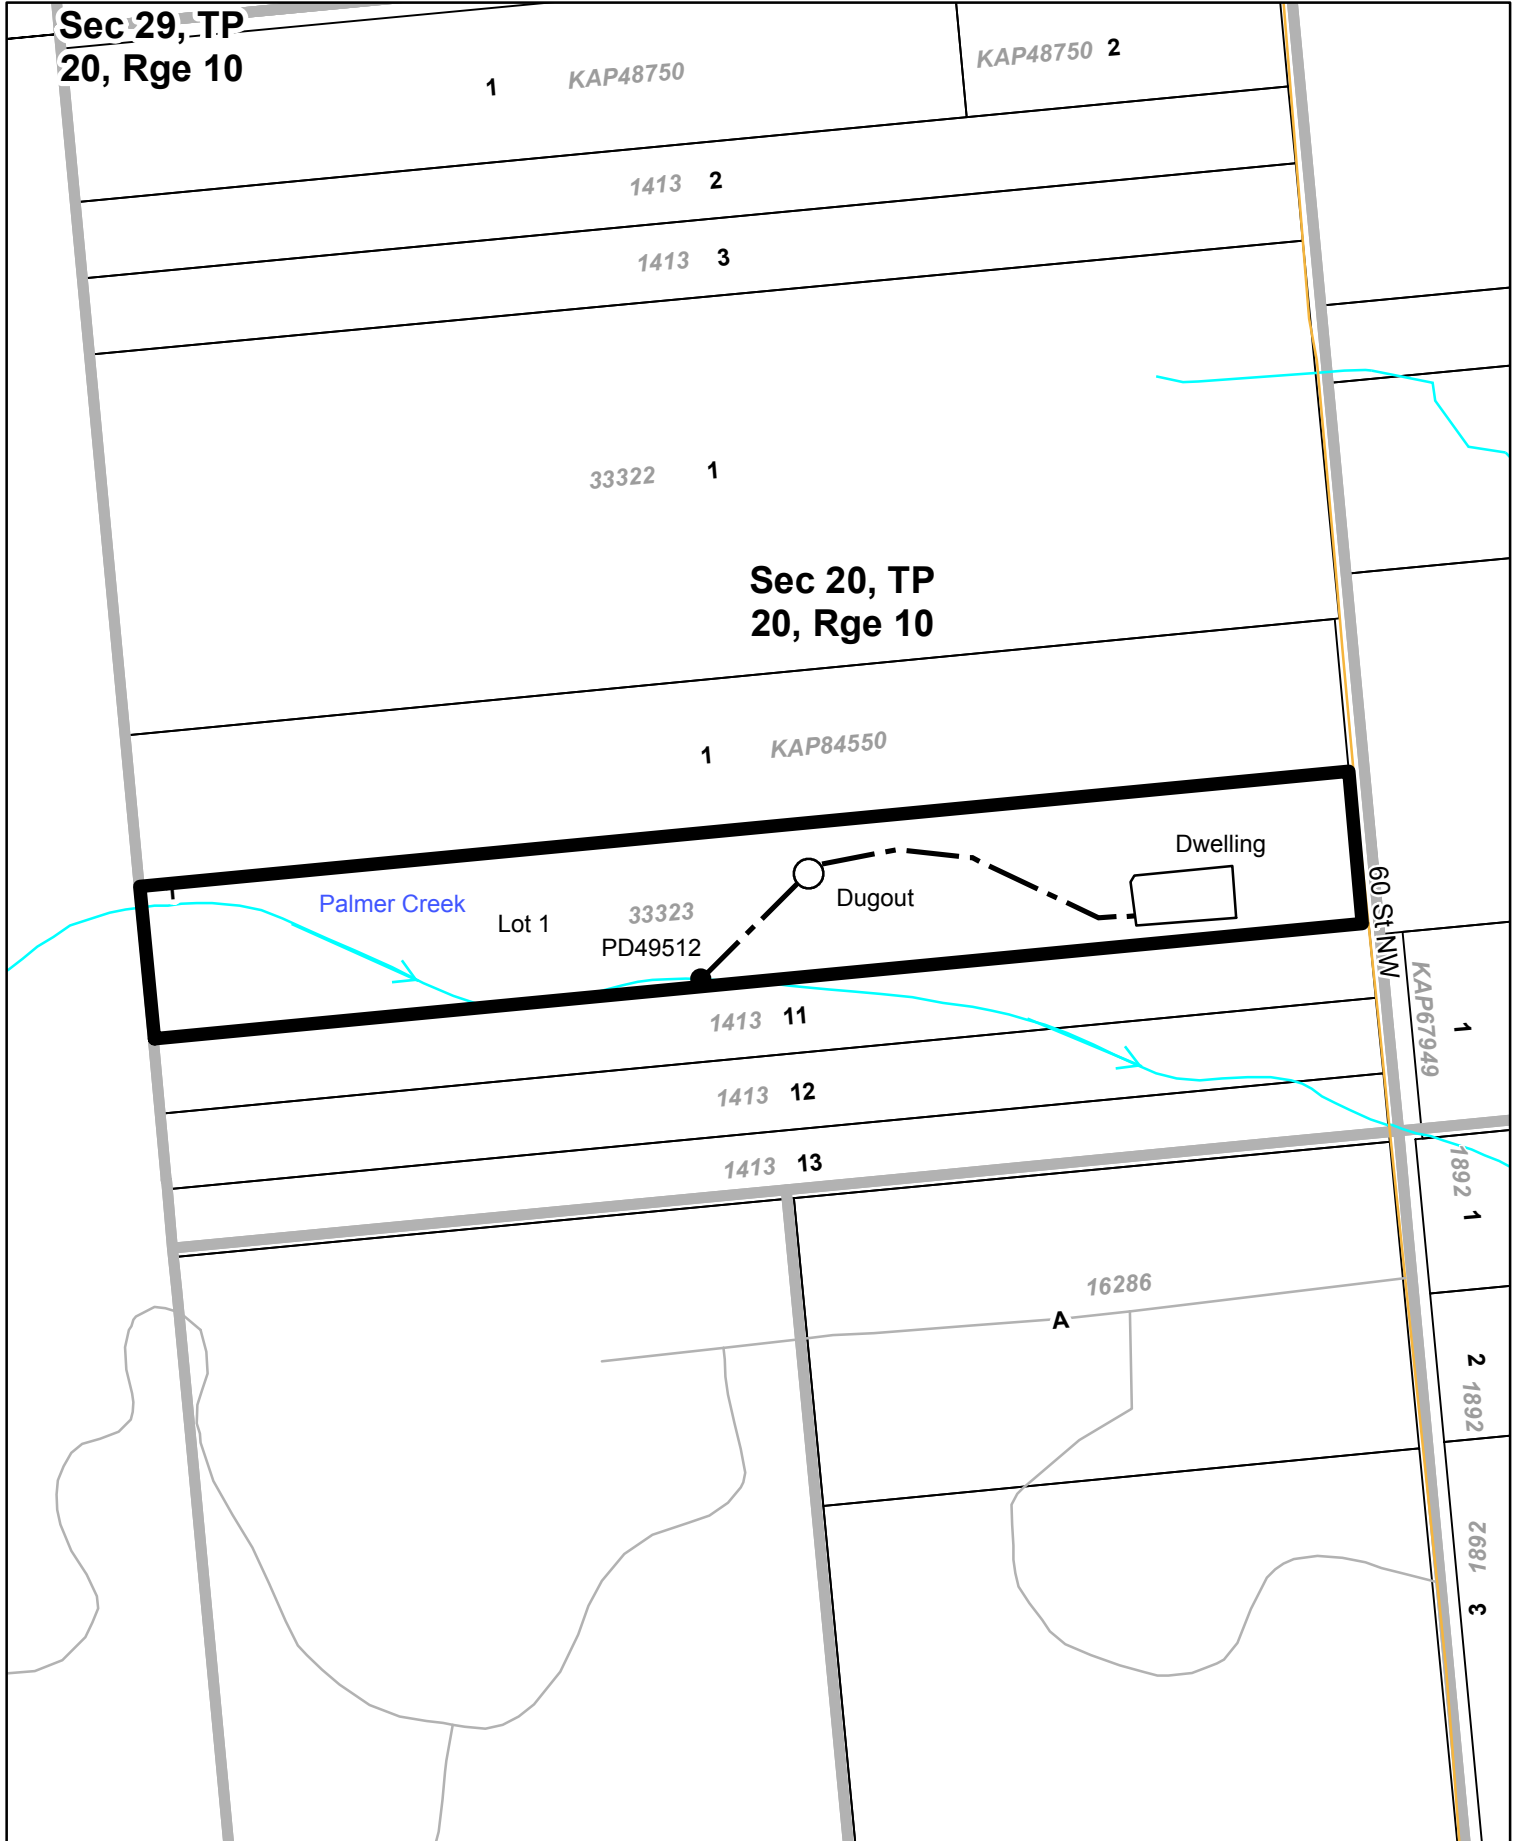 Sec 29, TP
20, Rge 10
1 KAP48750
KAP48750 2
1413 2
1413 3
33322 1
Sec 20, TP
20, Rge 10
1 KAP84550
Dwelling
Palmer Creek
Lot 1
33323
Dugout
PD49512
60 St NW
1413 11
KAP67949
1
1413 12
1413 13
1892
1
16286
A
2
1892
1892
3